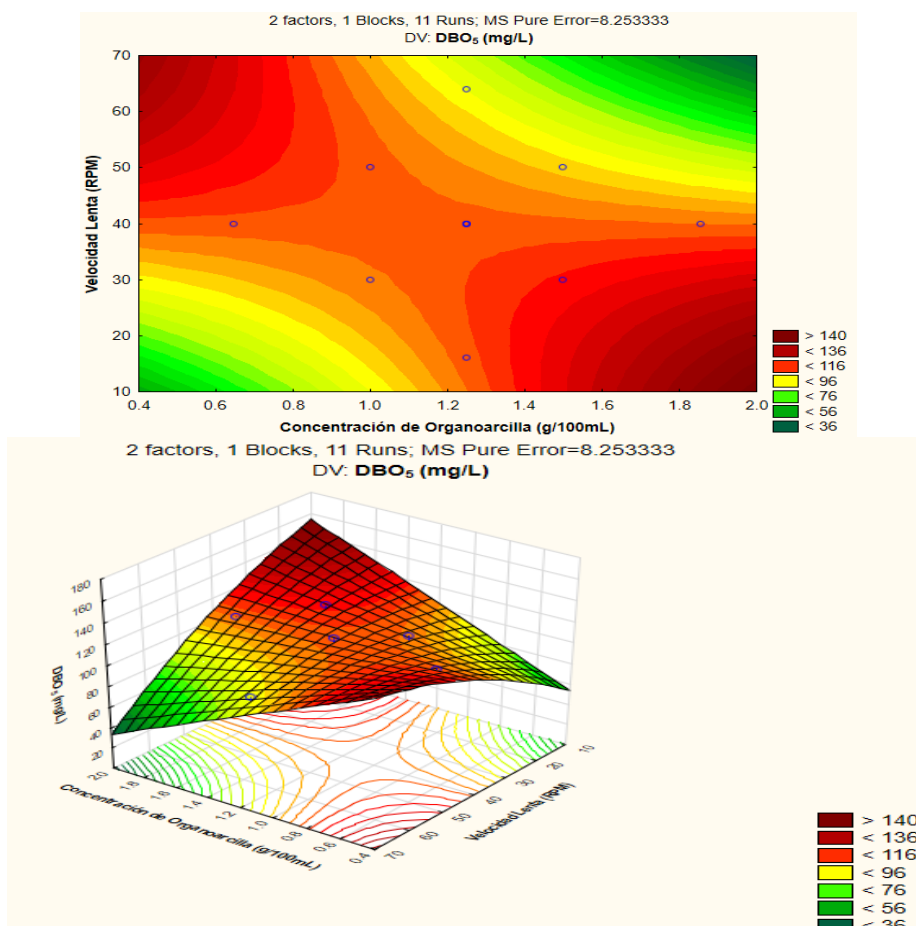 2 factors, 1 Blocks, 11 Runs; MS Pure Error=8.253333
DV: DBO₅ (mg/L)
70
60
50
40
30
20
10
Velocidad Lenta (RPM)
0.4 0.6 0.8 1.0 1.2 1.4 1.6 1.8 2.0
Concentración de Organoarcilla (g/100mL)
> 140
< 136
< 116
< 96
< 76
< 56
< 36
2 factors, 1 Blocks, 11 Runs; MS Pure Error=8.253333
DV: DBO₅ (mg/L)
180
160
140
120
100
80
60
40
20
DBO₅ (mg/L)
2.0 1.8 1.6 1.4 1.2 1.0 0.8 0.6 0.4
Concentración de Organoarcilla (g/100mL)
70 60 50 40 30 20 10
Velocidad Lenta (RPM)
> 140
< 136
< 116
< 96
< 76
< 56
< 36